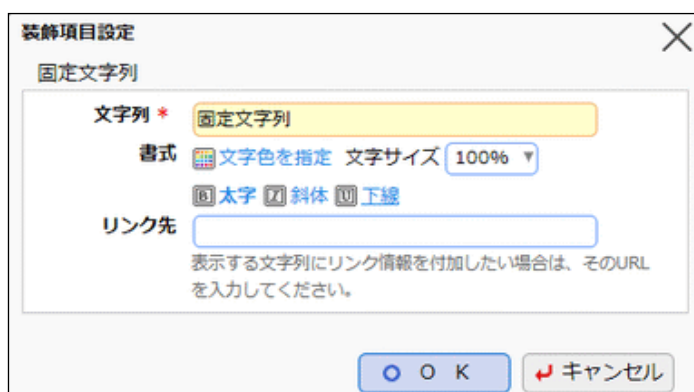 装飾項目設定
固定文字列
文字列 * 固定文字列
書式 文字色を指定 文字サイズ 100%
B 太字 I 斜体 U 下線
リンク先
表示する文字列にリンク情報を付加したい場合は、そのURL
を入力してください。
O K キャンセル